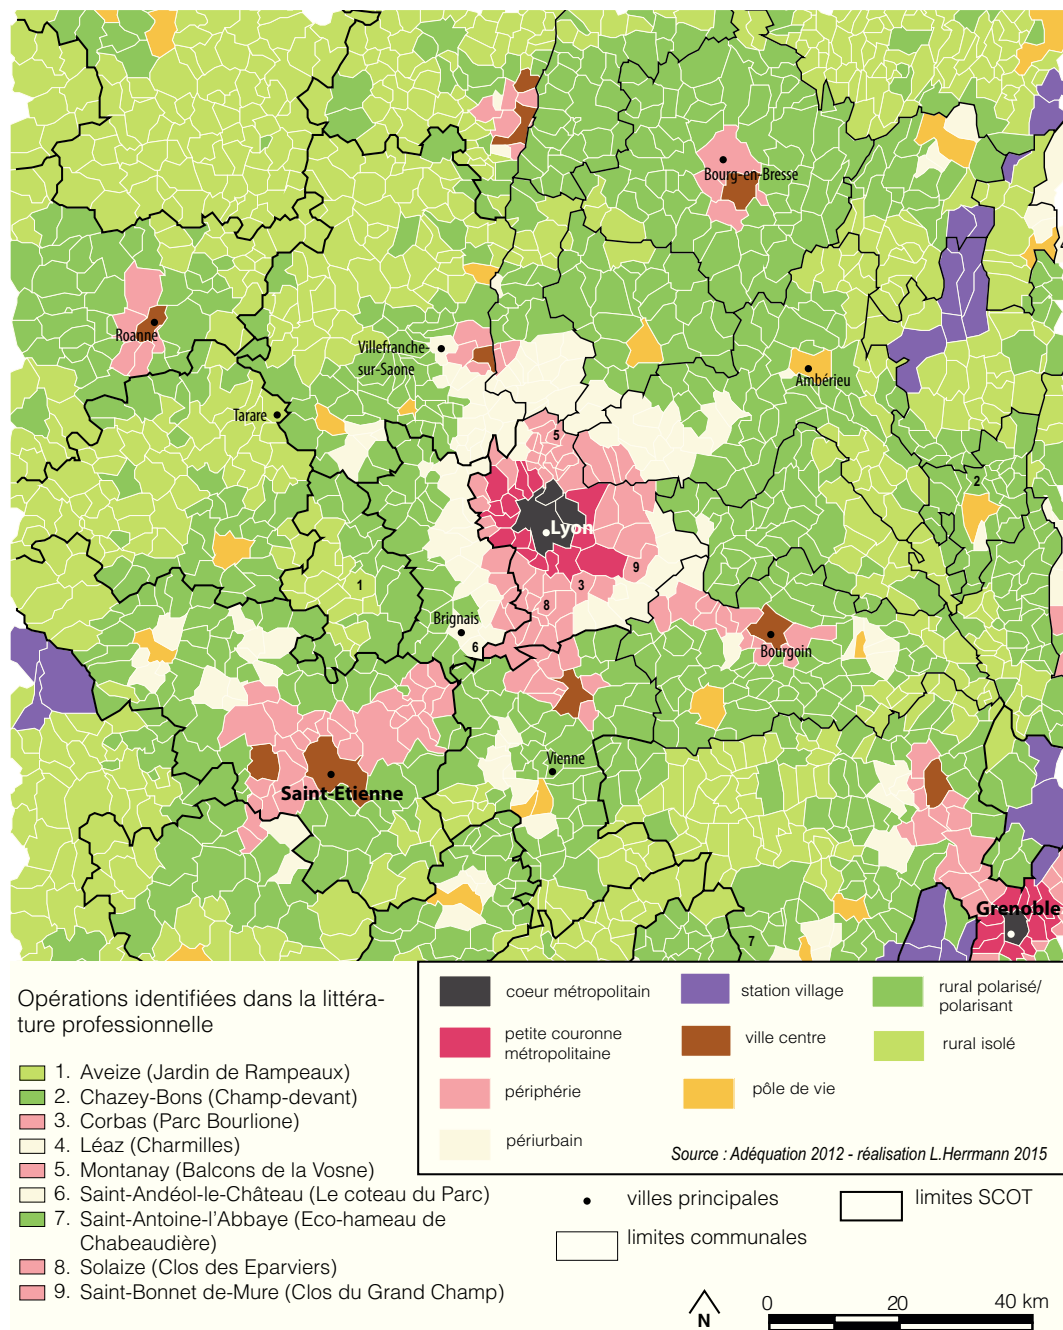 Bourg-en-Bresse
Roanne
Villefranche-
sur-Saone
Ambérieu
Tarare
5
2
Lyon
1
9
3
8
Brignais
6
Bourgoin
Vienne
Saint-Etienne
Grenoble
7
Opérations identifiées dans la littéra-
ture professionnelle
1. Aveize (Jardin de Rampeaux)
2. Chazey-Bons (Champ-devant)
3. Corbas (Parc Bourlione)
4. Léaz (Charmilles)
5. Montanay (Balcons de la Vosne)
6. Saint-Andéol-le-Château (Le coteau du Parc)
7. Saint-Antoine-l'Abbaye (Eco-hameau de
Chabeaudière)
8. Solaize (Clos des Eparviers)
9. Saint-Bonnet de-Mure (Clos du Grand Champ)
coeur métropolitain
petite couronne
métropolitaine
périphérie
périurbain
station village
ville centre
pôle de vie
rural polarisé/
polarisant
rural isolé
Source : Adéquation 2012 - réalisation L.Herrmann 2015
villes principales
limites SCOT
limites communales
N
0 20 40 km